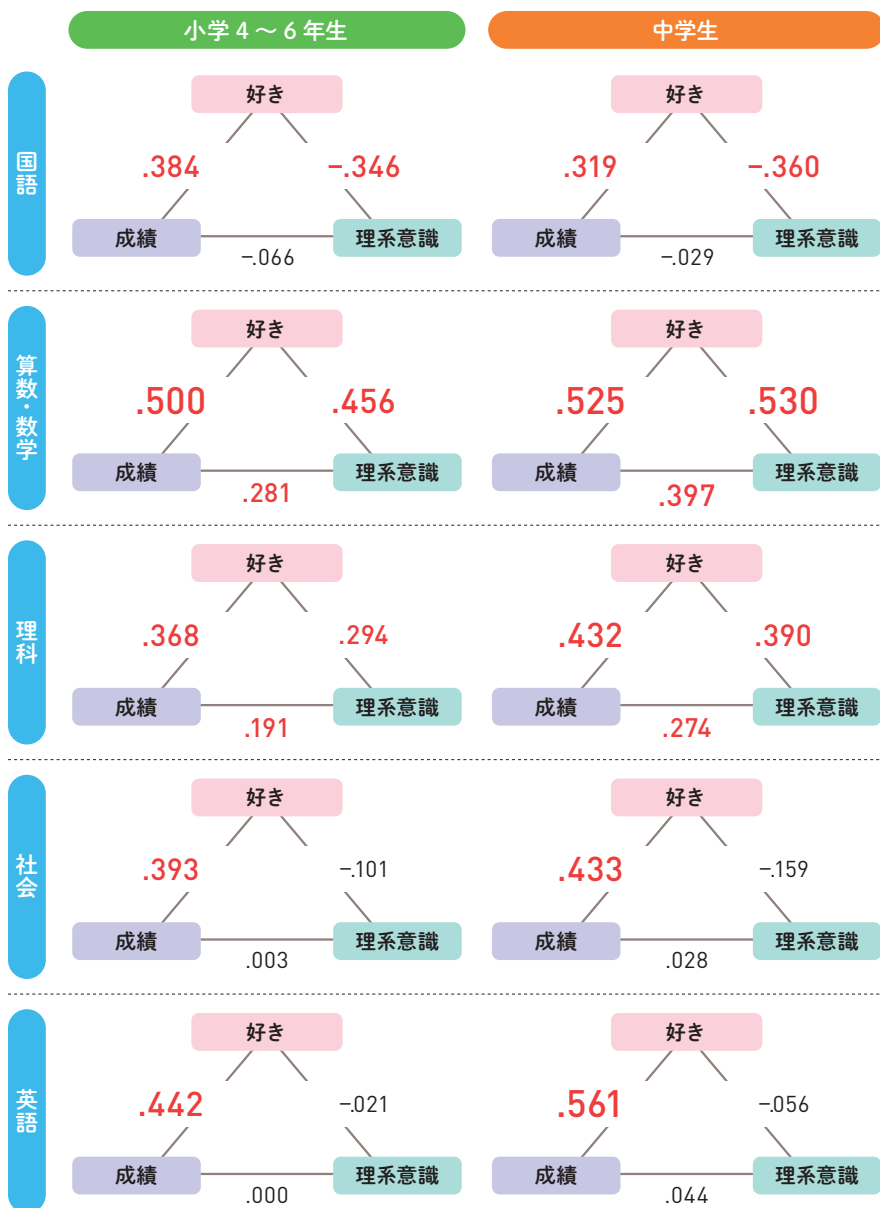 小学 4 〜 6 年生
中学生
国語
好き
.384
−.346
成績
理系意識
−.066
好き
.319
−.360
成績
理系意識
−.029
算数・数学
好き
.500
.456
成績
理系意識
.281
好き
.525
.530
成績
理系意識
.397
理科
好き
.368
.294
成績
理系意識
.191
好き
.432
.390
成績
理系意識
.274
社会
好き
.393
−.101
成績
理系意識
.003
好き
.433
−.159
成績
理系意識
.028
英語
好き
.442
−.021
成績
理系意識
.000
好き
.561
−.056
成績
理系意識
.044